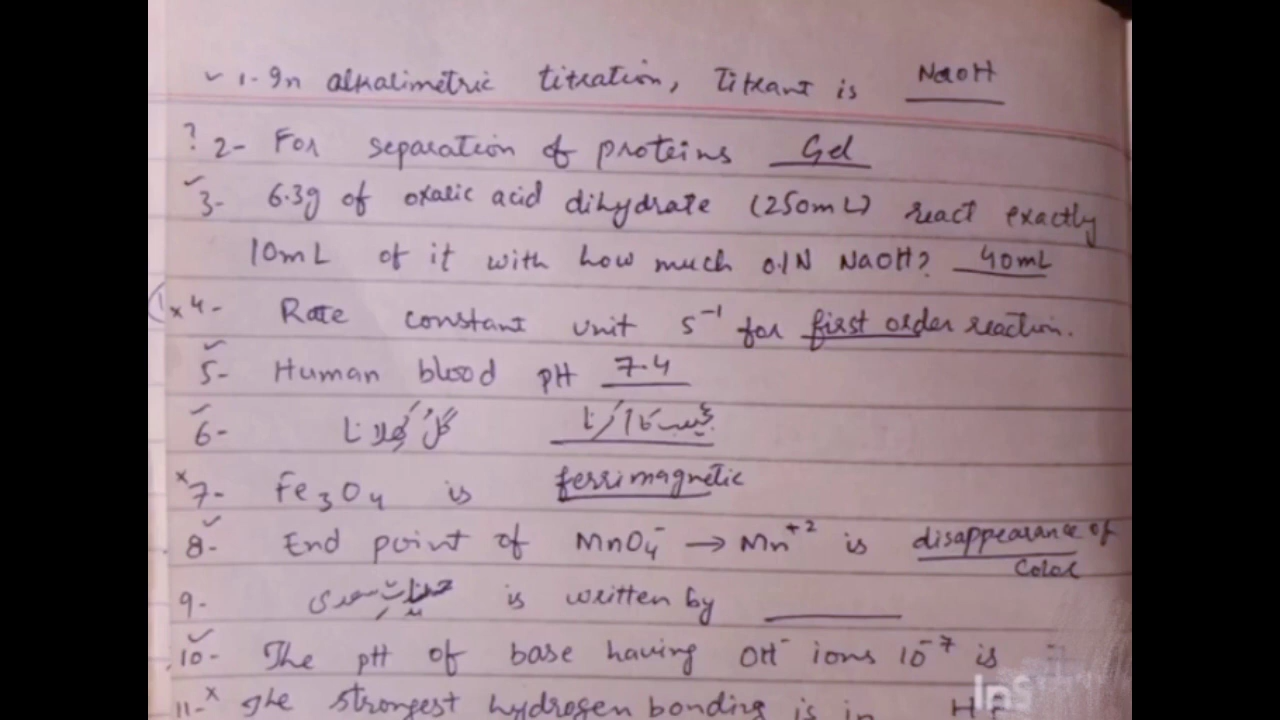 ✓ 1- In alkalimetric titration, Titrant is NaOH
? 2- For separation of proteins Gel
✓ 3- 6.3g of oxalic acid dihydrate (250mL) react exactly
10mL of it with how much 0.1N NaOH? 40mL
x 4- Rate constant unit S⁻¹ for first order reaction.
✓ 5- Human blood pH 7.4
✓ 6- گل کھلانا
x 7- Fe₃O₄ is ferrimagnetic
✓ 8- End point of MnO₄⁻ → Mn⁺² is disappearance of
Color
9- حیات سعدی is written by
✓ 10- The pH of base having OH⁻ ions 10⁻⁷ is
11- x The strongest hydrogen bonding is in HF